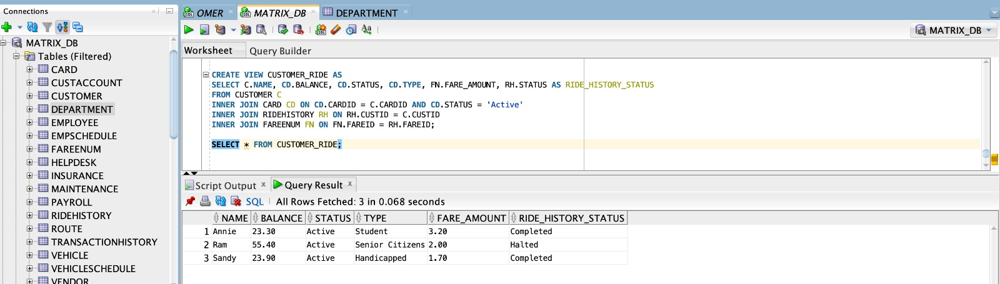 Connections
OMER
MATRIX_DB
DEPARTMENT
MATRIX_DB
MATRIX_DB
Tables (Filtered)
CARD
CUSTACCOUNT
CUSTOMER
DEPARTMENT
EMPLOYEE
EMPSCHEDULE
FAREENUM
HELPDESK
INSURANCE
MAINTENANCE
PAYROLL
RIDEHISTORY
ROUTE
TRANSACTIONHISTORY
VEHICLE
VEHICLESCHEDULE
VENDOR
Worksheet Query Builder
CREATE VIEW CUSTOMER_RIDE AS
SELECT C.NAME, CD.BALANCE, CD.STATUS, CD.TYPE, FN.FARE_AMOUNT, RH.STATUS AS RIDE_HISTORY_STATUS
FROM CUSTOMER C
INNER JOIN CARD CD ON CD.CARDID = C.CARDID AND CD.STATUS = 'Active'
INNER JOIN RIDEHISTORY RH ON RH.CUSTID = C.CUSTID
INNER JOIN FAREENUM FN ON FN.FAREID = RH.FAREID;
SELECT * FROM CUSTOMER_RIDE;
Script Output x Query Result x
SQL | All Rows Fetched: 3 in 0.068 seconds
NAME BALANCE STATUS TYPE FARE_AMOUNT RIDE_HISTORY_STATUS
1 Annie 23.30 Active Student 3.20 Completed
2 Ram 55.40 Active Senior Citizens 2.00 Halted
3 Sandy 23.90 Active Handicapped 1.70 Completed